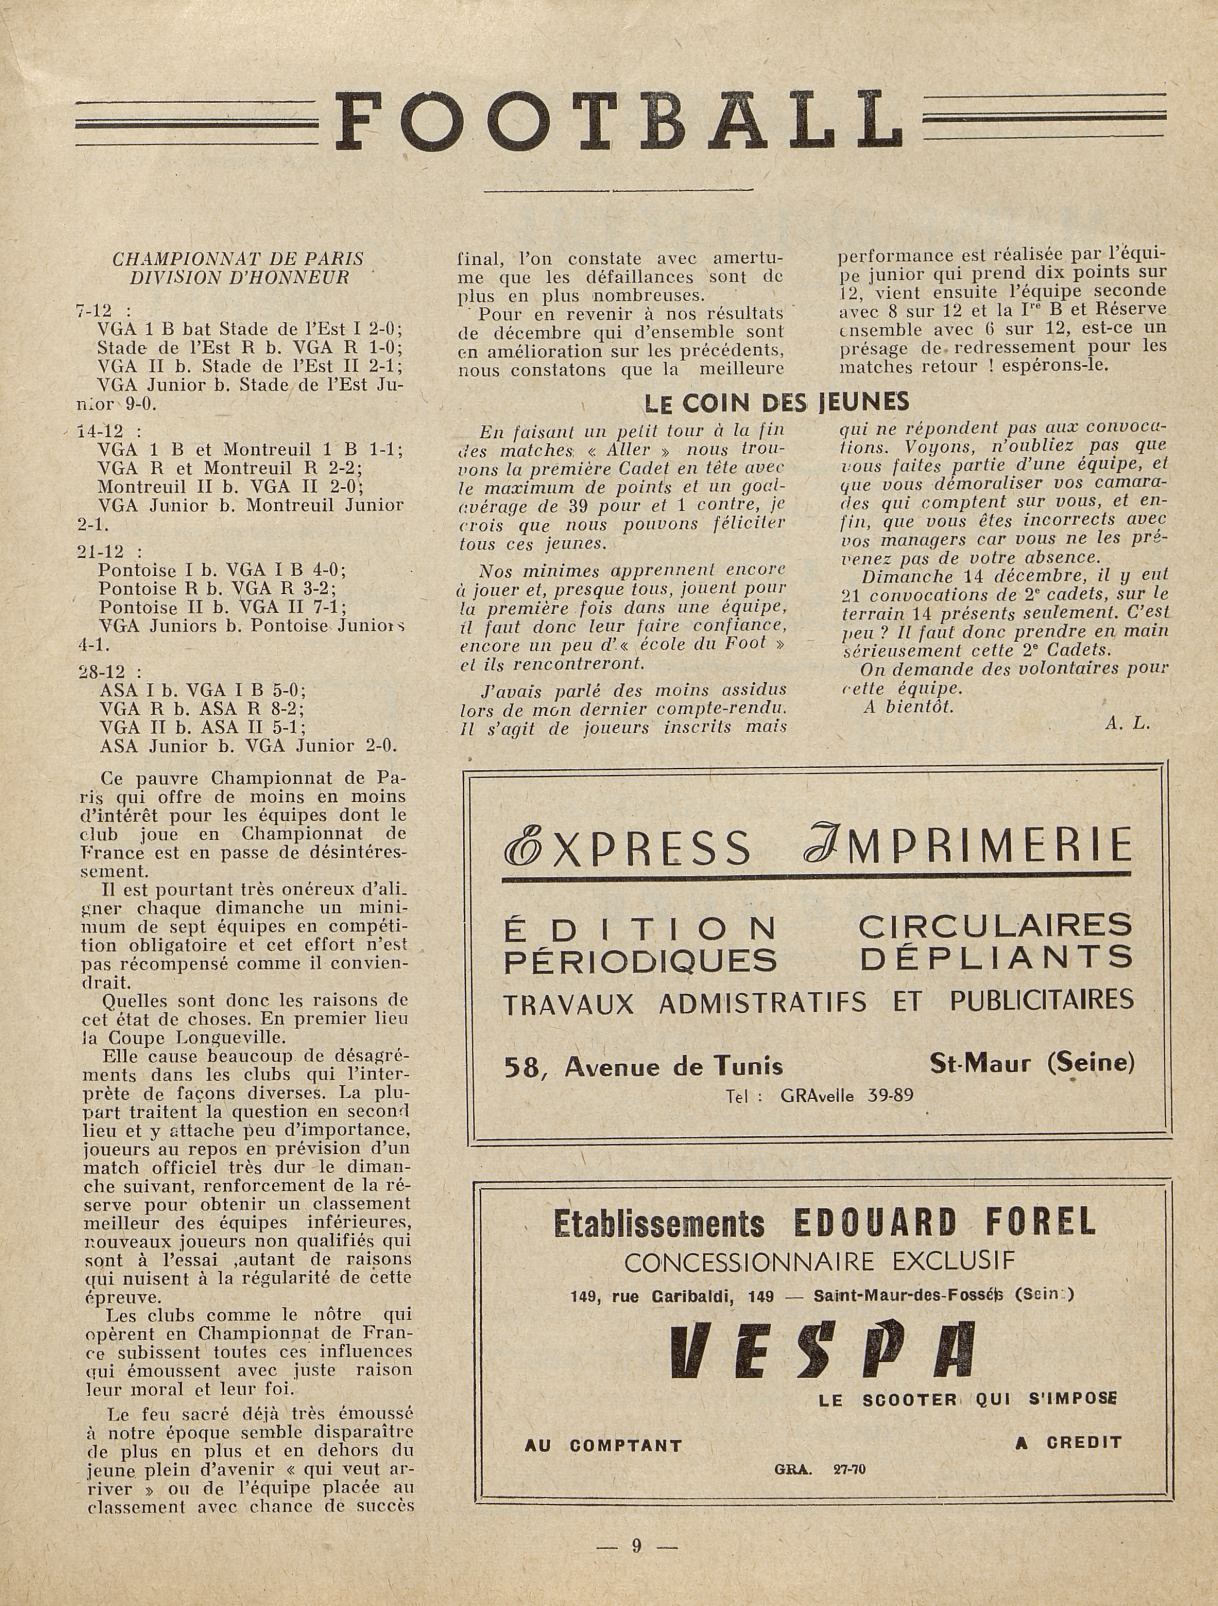 FOOTBALL
CHAMPIONNAT DE PARIS
DIVISION D'HONNEUR
7-12 :
VGA 1 B bat Stade de l'Est I 2-0;
Stade de l'Est R b. VGA R 1-0;
VGA II b. Stade de l'Est II 2-1;
VGA Junior b. Stade de l'Est Ju-
nior 9-0.
14-12 :
VGA 1 B et Montreuil 1 B 1-1;
VGA R et Montreuil R 2-2;
Montreuil II b. VGA II 2-0;
VGA Junior b. Montreuil Junior
2-1.
21-12 :
Pontoise I b. VGA I B 4-0;
Pontoise R b. VGA R 3-2;
Pontoise II b. VGA II 7-1;
VGA Juniors b. Pontoise Juniors
4-1.
28-12 :
ASA I b. VGA I B 5-0;
VGA R b. ASA R 8-2;
VGA II b. ASA II 5-1;
ASA Junior b. VGA Junior 2-0.
Ce pauvre Championnat de Pa-
ris qui offre de moins en moins
d'intérêt pour les équipes dont le
club joue en Championnat de
France est en passe de désintéres-
sement.
Il est pourtant très onéreux d'ali-
gner chaque dimanche un mini-
mum de sept équipes en compéti-
tion obligatoire et cet effort n'est
pas récompensé comme il convien-
drait.
Quelles sont donc les raisons de
cet état de choses. En premier lieu
la Coupe Longueville.
Elle cause beaucoup de désagré-
ments dans les clubs qui l'inter-
prète de façons diverses. La plu-
part traitent la question en second
lieu et y attache peu d'importance,
joueurs au repos en prévision d'un
match officiel très dur le diman-
che suivant, renforcement de la ré-
serve pour obtenir un classement
meilleur des équipes inférieures,
nouveaux joueurs non qualifiés qui
sont à l'essai ,autant de raisons
qui nuisent à la régularité de cette
épreuve.
Les clubs comme le nôtre qui
opèrent en Championnat de Fran-
ce subissent toutes ces influences
qui émoussent avec juste raison
leur moral et leur foi.
Le feu sacré déjà très émoussé
à notre époque semble disparaître
de plus en plus et en dehors du
jeune plein d'avenir « qui veut ar-
river » ou de l'équipe placée au
classement avec chance de succès
final, l'on constate avec amertu-
me que les défaillances sont de
plus en plus nombreuses.
Pour en revenir à nos résultats
de décembre qui d'ensemble sont
en amélioration sur les précédents,
nous constatons que la meilleure
performance est réalisée par l'équi-
pe junior qui prend dix points sur
12, vient ensuite l'équipe seconde
avec 8 sur 12 et la Ire B et Réserve
ensemble avec 6 sur 12, est-ce un
présage de redressement pour les
matches retour ! espérons-le.
LE COIN DES JEUNES
En faisant un petit tour à la fin
des matches « Aller » nous trou-
vons la première Cadet en tête avec
le maximum de points et un goal-
avérage de 39 pour et 1 contre, je
crois que nous pouvons féliciter
tous ces jeunes.
Nos minimes apprennent encore
à jouer et, presque tous, jouent pour
la première fois dans une équipe,
il faut donc leur faire confiance,
encore un peu d'« école du Foot »
et ils rencontreront.
J'avais parlé des moins assidus
lors de mon dernier compte-rendu.
Il s'agit de joueurs inscrits mais
qui ne répondent pas aux convoca-
tions. Voyons, n'oubliez pas que
vous faites partie d'une équipe, et
que vous démoraliser vos camara-
des qui comptent sur vous, et en-
fin, que vous êtes incorrects avec
vos managers car vous ne les pré-
venez pas de votre absence.
Dimanche 14 décembre, il y eut
21 convocations de 2e cadets, sur le
terrain 14 présents seulement. C'est
peu ? Il faut donc prendre en main
sérieusement cette 2e Cadets.
On demande des volontaires pour
cette équipe.
A bientôt.
A. L.
EXPRESS IMPRIMERIE
ÉDITION CIRCULAIRES
PÉRIODIQUES DÉPLIANTS
TRAVAUX ADMISTRATIFS ET PUBLICITAIRES
58, Avenue de Tunis St-Maur (Seine)
Tèl : GRAvelle 39-89
Etablissements EDOUARD FOREL
CONCESSIONNAIRE EXCLUSIF
149, rue Garibaldi, 149 — Saint-Maur-des-Fossés (Seine)
VESPA
LE SCOOTER QUI S'IMPOSE
AU COMPTANT A CREDIT
GRA. 27-70
— 9 —